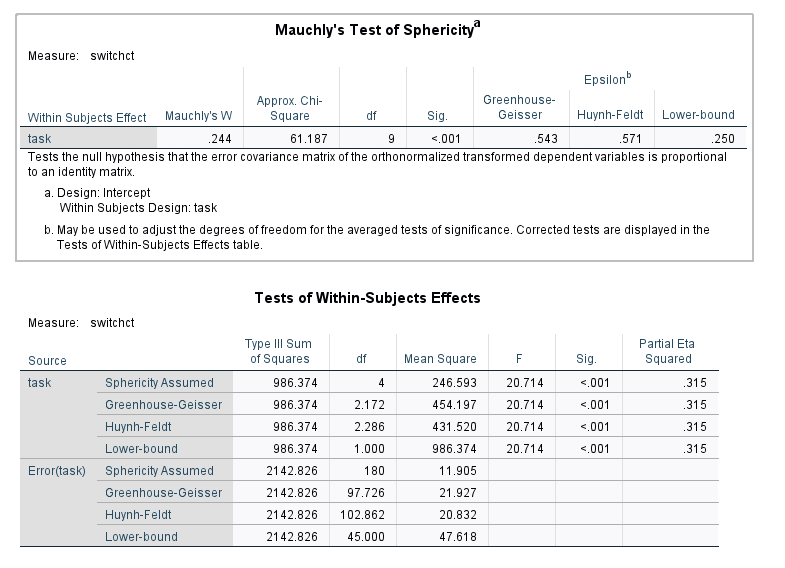 Mauchly's Test of Sphericity^a
Measure: switchct
Epsilon^b
Within Subjects Effect Mauchly's W Approx. Chi-Square df Sig. Greenhouse-Geisser Huynh-Feldt Lower-bound
task .244 61.187 9 <.001 .543 .571 .250
Tests the null hypothesis that the error covariance matrix of the orthonormalized transformed dependent variables is proportional
to an identity matrix.
a. Design: Intercept
Within Subjects Design: task
b. May be used to adjust the degrees of freedom for the averaged tests of significance. Corrected tests are displayed in the
Tests of Within-Subjects Effects table.
Tests of Within-Subjects Effects
Measure: switchct
Source Type III Sum of Squares df Mean Square F Sig. Partial Eta Squared
task Sphericity Assumed 986.374 4 246.593 20.714 <.001 .315
Greenhouse-Geisser 986.374 2.172 454.197 20.714 <.001 .315
Huynh-Feldt 986.374 2.286 431.520 20.714 <.001 .315
Lower-bound 986.374 1.000 986.374 20.714 <.001 .315
Error(task) Sphericity Assumed 2142.826 180 11.905
Greenhouse-Geisser 2142.826 97.726 21.927
Huynh-Feldt 2142.826 102.862 20.832
Lower-bound 2142.826 45.000 47.618